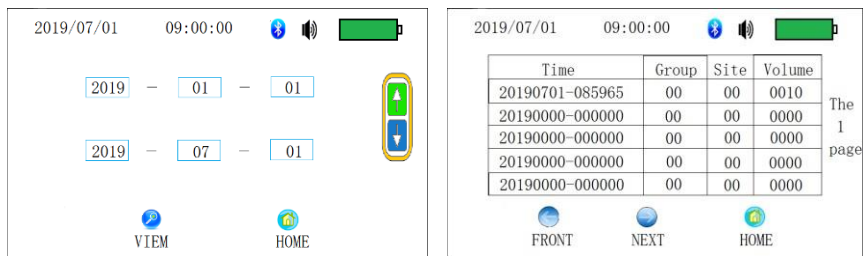 2019/07/01 09:00:00
2019 - 01 - 01
2019 - 07 - 01
VIEM HOME
2019/07/01 09:00:00
Time Group Site Volume
20190701-085965 00 00 0010
20190000-000000 00 00 0000
20190000-000000 00 00 0000
20190000-000000 00 00 0000
20190000-000000 00 00 0000
The
1
page
FRONT NEXT HOME